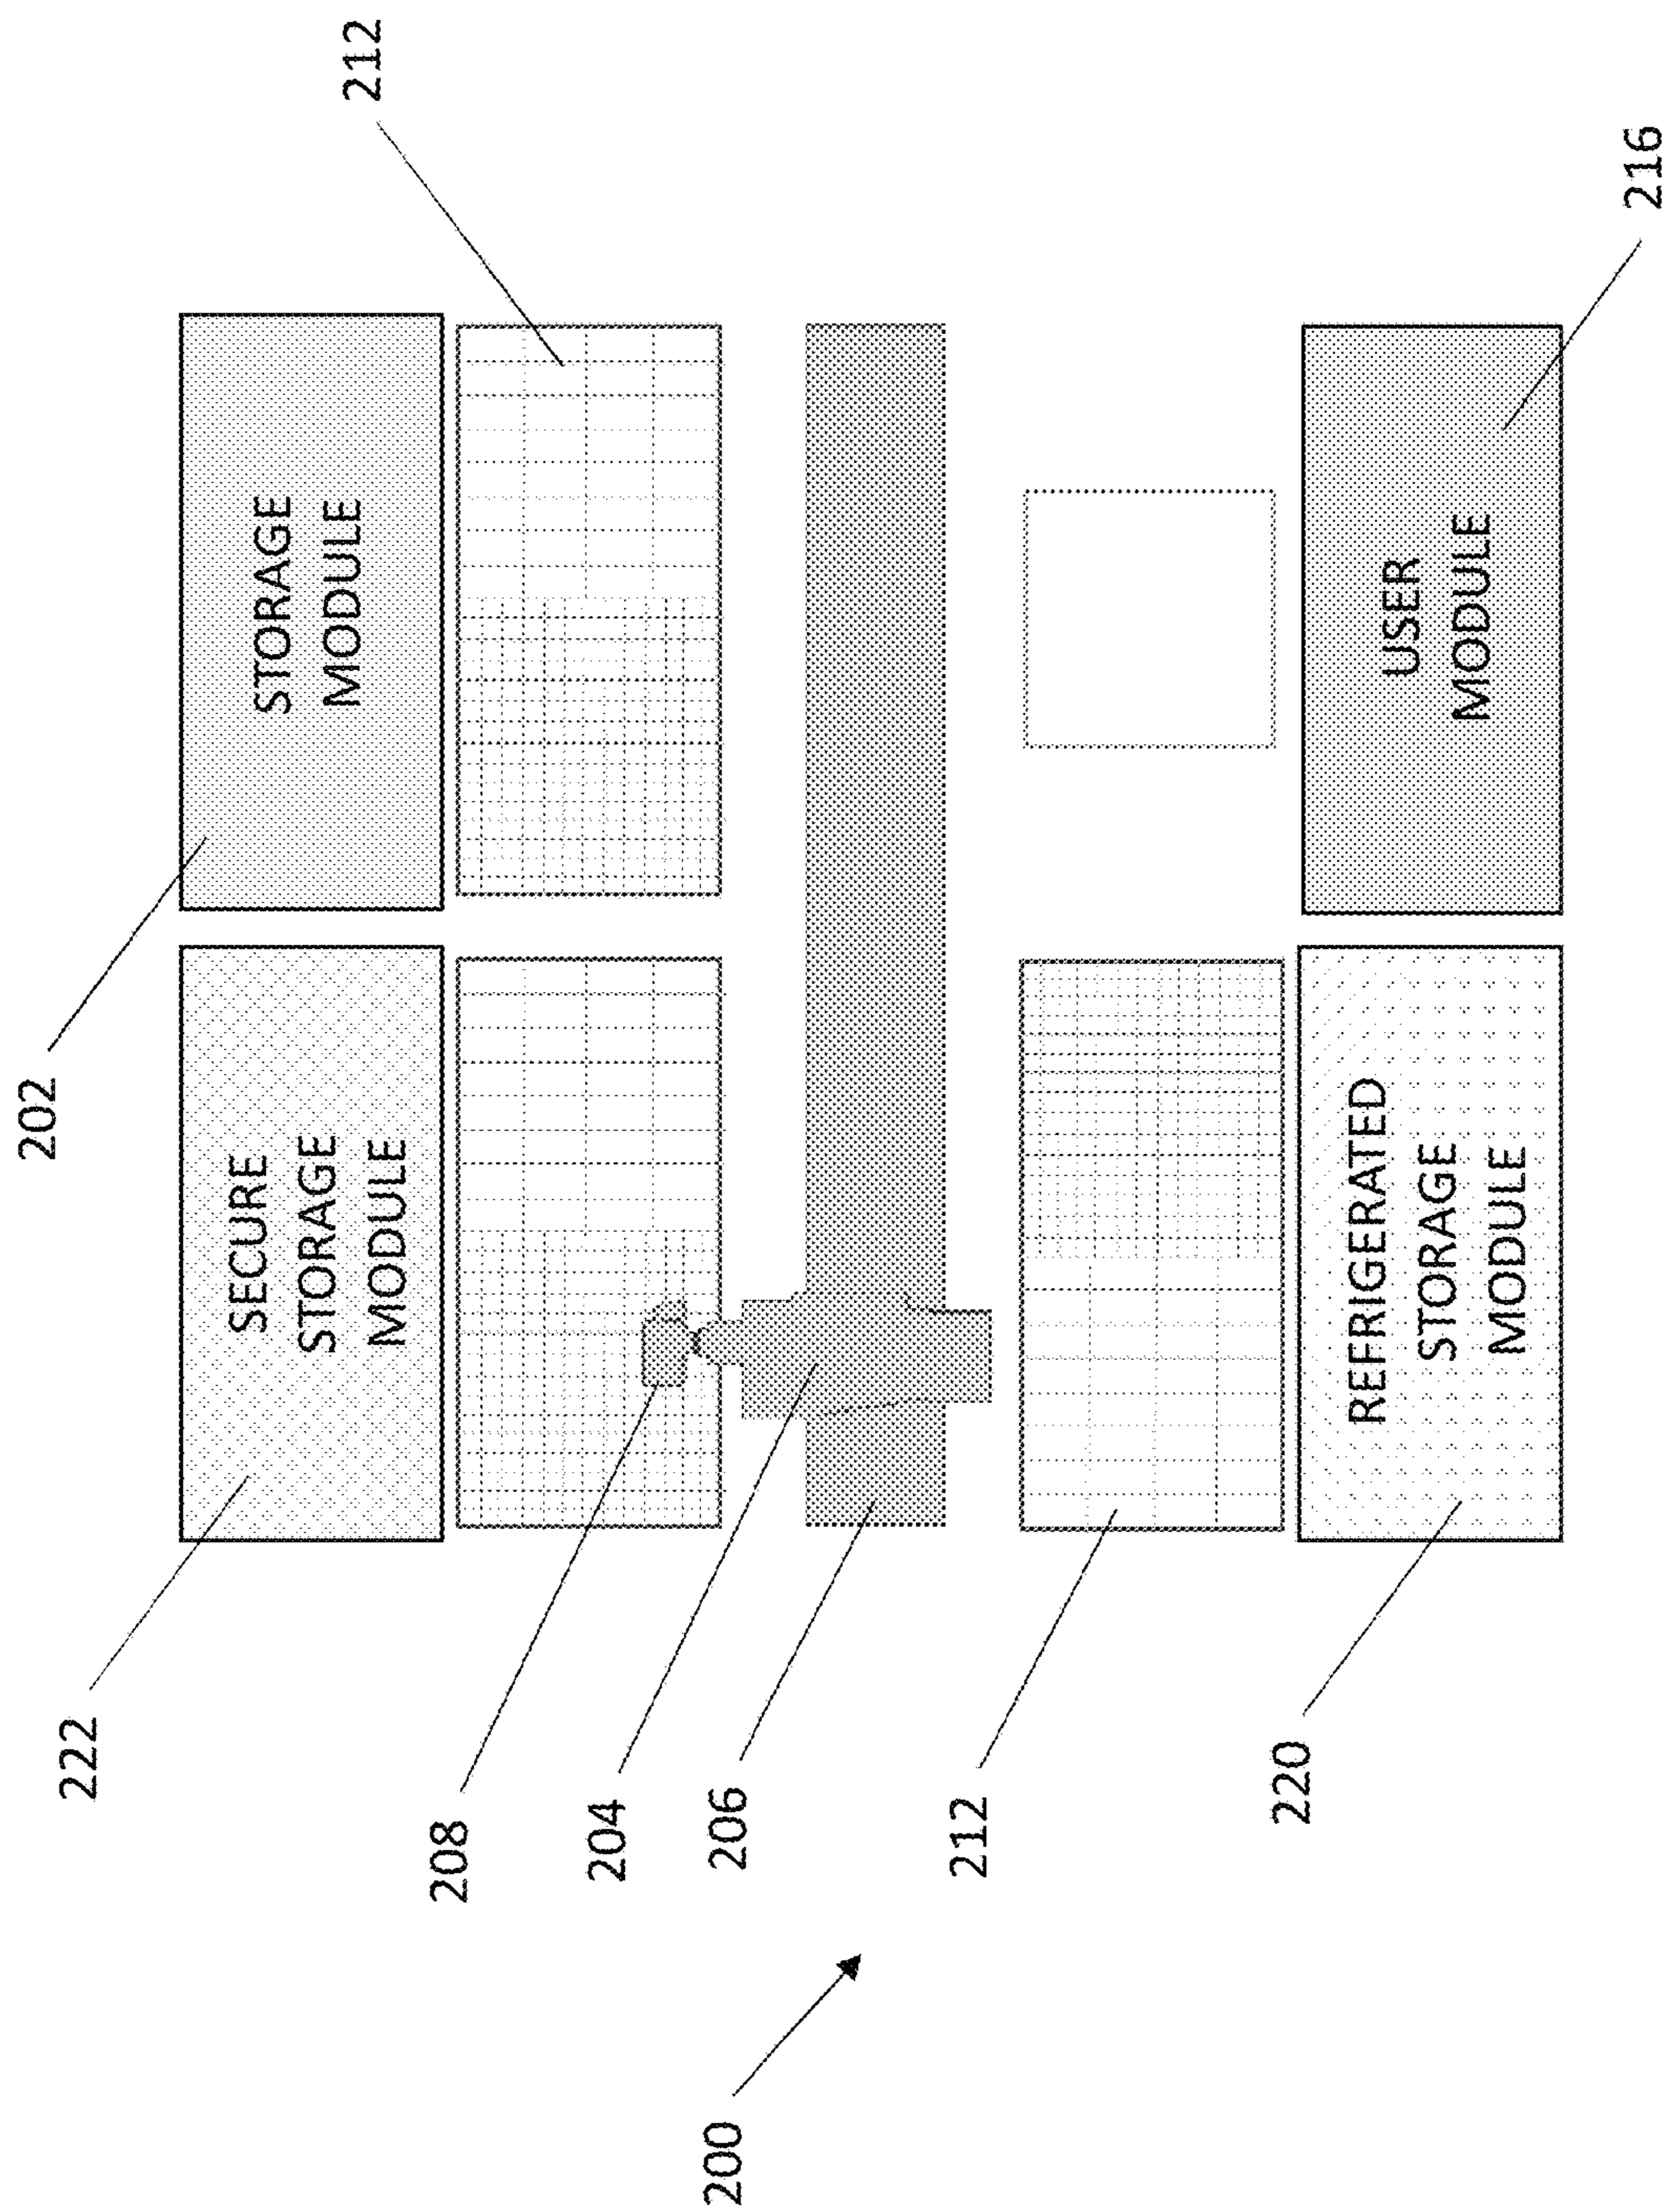 202
222
SECURE
STORAGE
MODULE
STORAGE
MODULE
212
208
204
200
206
212
220
REFRIGERATED
STORAGE
MODULE
USER
MODULE
216